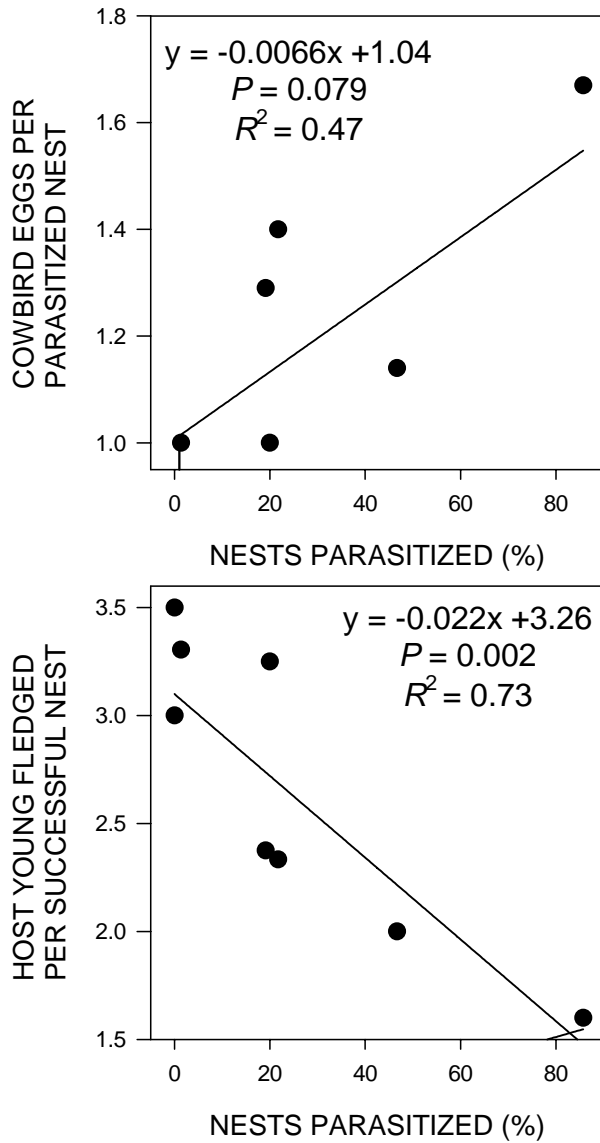 y = -0.0066x +1.04
P = 0.079
R² = 0.47
COWBIRD EGGS PER
PARASITIZED NEST
1.8
1.6
1.4
1.2
1.0
0 20 40 60 80
NESTS PARASITIZED (%)
y = -0.022x +3.26
P = 0.002
R² = 0.73
HOST YOUNG FLEDGED
PER SUCCESSFUL NEST
3.5
3.0
2.5
2.0
1.5
0 20 40 60 80
NESTS PARASITIZED (%)